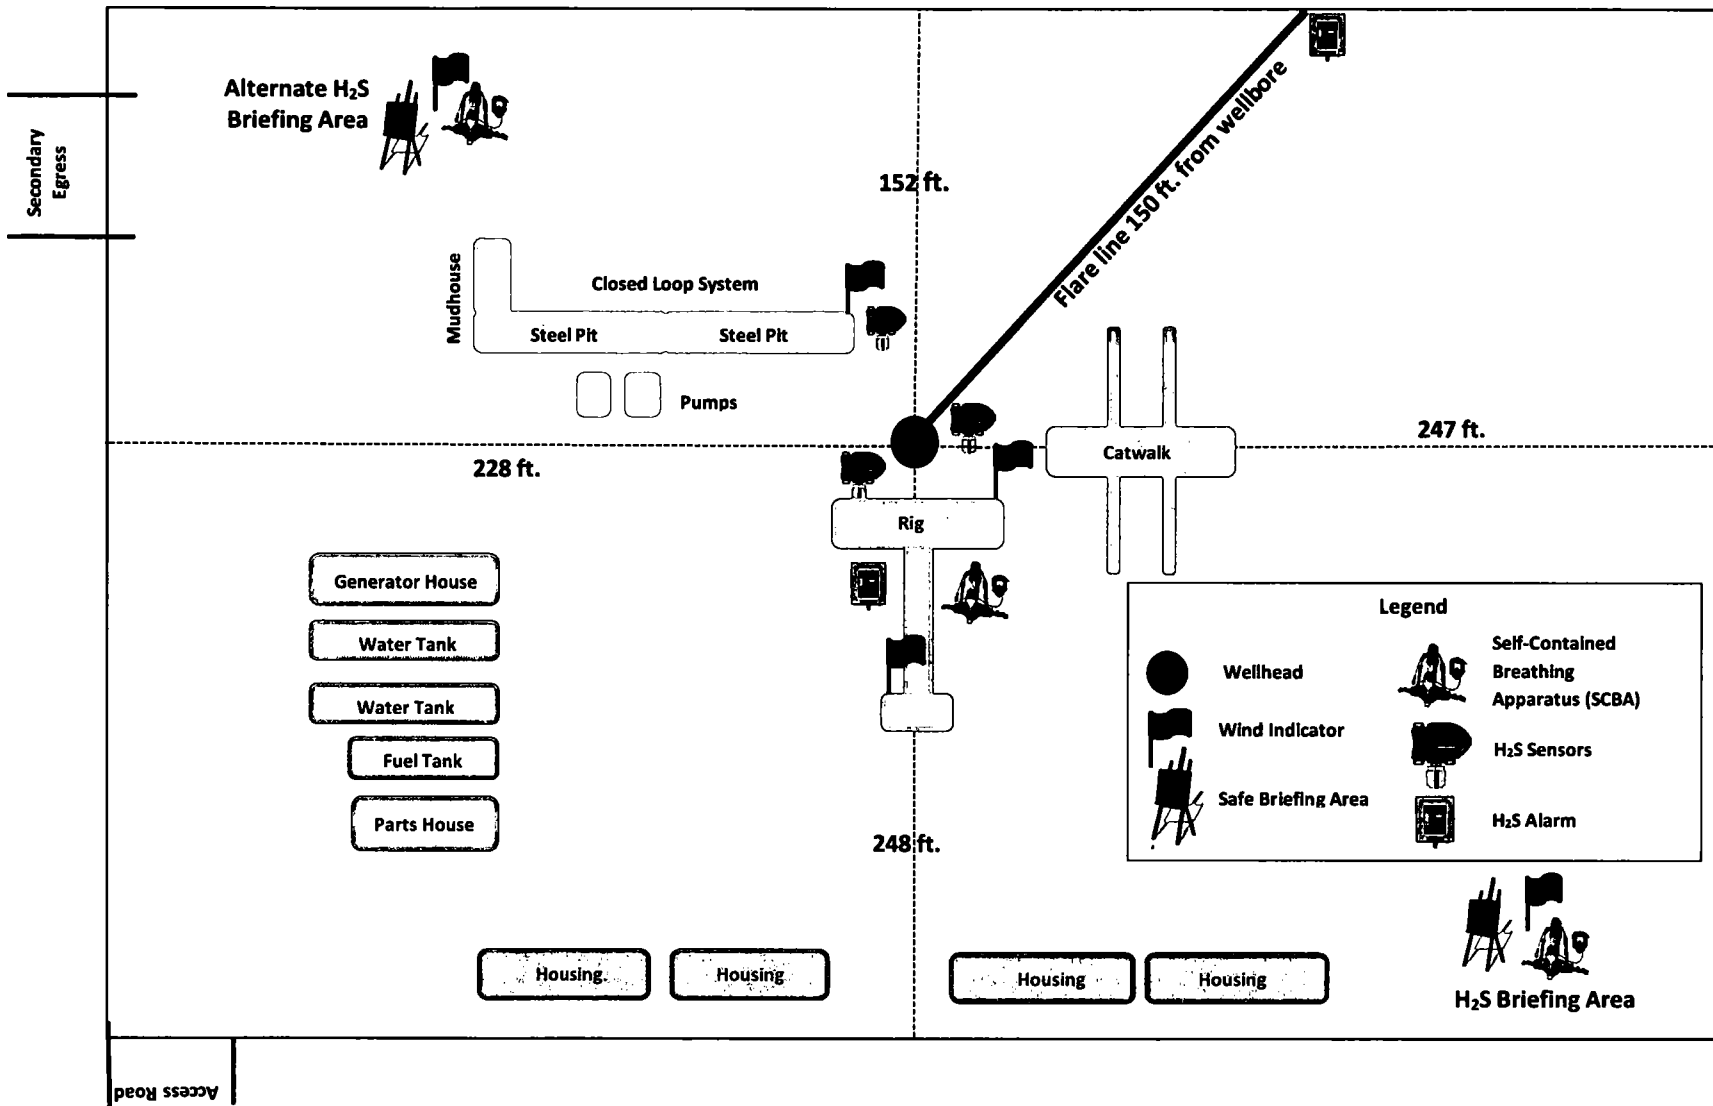 Alternate H₂S
Briefing Area
Secondary
Egress
152 ft.
Flare line 150 ft. from wellbore
Mudhouse
Closed Loop System
Steel Pit
Steel Pit
Pumps
228 ft.
247 ft.
Catwalk
Rig
Generator House
Water Tank
Water Tank
Fuel Tank
Parts House
248 ft.
Legend
Wellhead
Wind Indicator
Safe Briefing Area
Self-Contained
Breathing
Apparatus (SCBA)
H₂S Sensors
H₂S Alarm
Housing
Housing
Housing
Housing
H₂S Briefing Area
Access Road